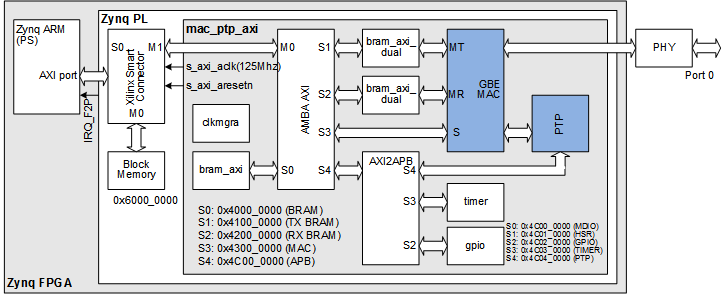 Zynq ARM
(PS)
AXI port
IRQ_F2P
Zynq PL
S0
M1
Xilinx Smart
Connector
M0
Block
Memory
0x6000_0000
mac_ptp_axi
s_axi_aclk(125Mhz)
s_axi_aresetn
clkmgra
bram_axi
M0
S1
S2
S3
S0
S4
AMBA AXI
bram_axi_
dual
bram_axi_
dual
MT
MR
S
GBE
MAC
PTP
PHY
Port 0
AXI2APB
S4
S3
S2
timer
gpio
S0: 0x4000_0000 (BRAM)
S1: 0x4100_0000 (TX BRAM)
S2: 0x4200_0000 (RX BRAM)
S3: 0x4300_0000 (MAC)
S4: 0x4C00_0000 (APB)
S0: 0x4C00_0000 (MDIO)
S1: 0x4C01_0000 (HSR)
S2: 0x4C02_0000 (GPIO)
S3: 0x4C03_0000 (TIMER)
S4: 0x4C04_0000 (PTP)
Zynq FPGA